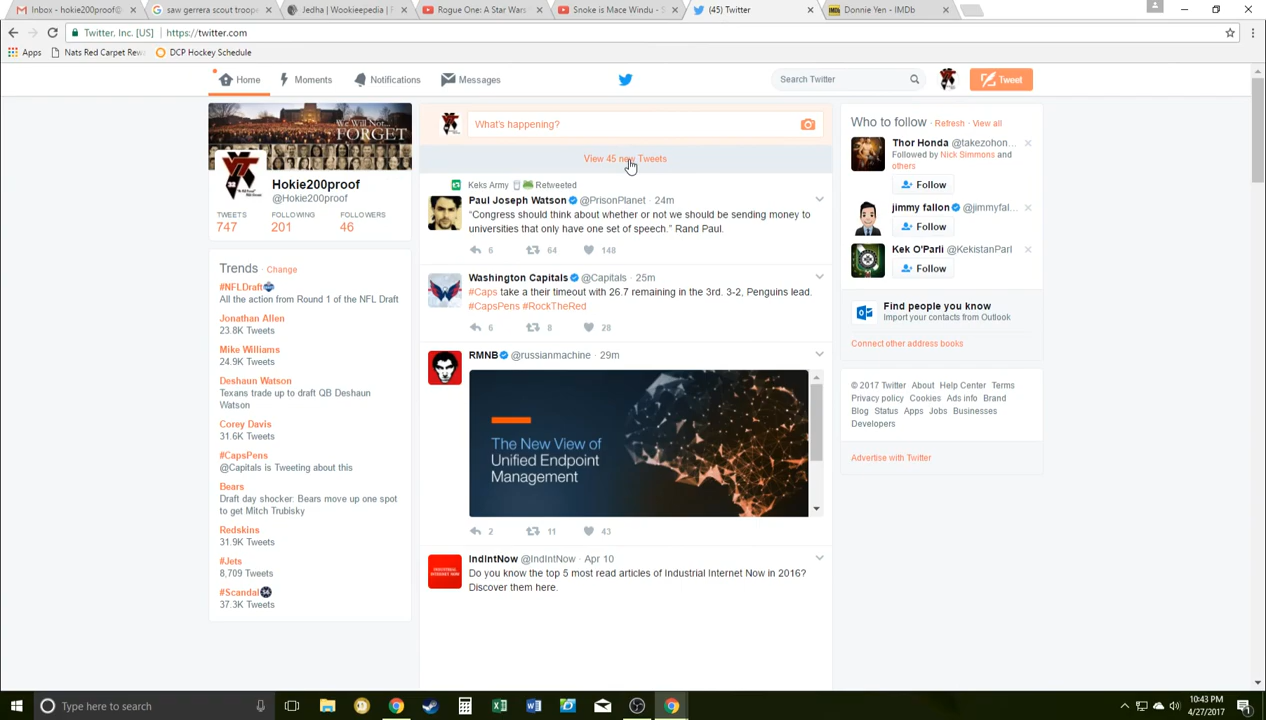 Inbox - hokie200proof@
saw gerrera scout troope
Jedha | Wookieepedia | F
Rogue One: A Star Wars
Snoke is Mace Windu - S
(45) Twitter
Donnie Yen - IMDb
Twitter, Inc. [US] https://twitter.com
Apps Nats Red Carpet Rewa DCP Hockey Schedule
Home Moments Notifications Messages Search Twitter Tweet
We Will Not...
FORGET
Hokie200proof
@Hokie200proof
TWEETS FOLLOWING FOLLOWERS
747 201 46
Trends · Change
#NFLDraft
All the action from Round 1 of the NFL Draft
Jonathan Allen
23.8K Tweets
Mike Williams
24.9K Tweets
Deshaun Watson
Texans trade up to draft QB Deshaun
Watson
Corey Davis
31.6K Tweets
#CapsPens
@Capitals is Tweeting about this
Bears
Draft day shocker: Bears move up one spot
to get Mitch Trubisky
Redskins
31.9K Tweets
#Jets
8,709 Tweets
#Scandal
37.3K Tweets
What's happening?
View 45 new Tweets
Keks Army Retweeted
Paul Joseph Watson @PrisonPlanet · 24m
“Congress should think about whether or not we should be sending money to
universities that only have one set of speech.” Rand Paul.
6 64 148
Washington Capitals @Capitals · 25m
#Caps take a their timeout with 26.7 remaining in the 3rd. 3-2, Penguins lead.
#CapsPens #RockTheRed
6 8 28
RMNB @russianmachine · 29m
The New View of
Unified Endpoint
Management
2 11 43
IndIntNow @IndIntNow · Apr 10
Do you know the top 5 most read articles of Industrial Internet Now in 2016?
Discover them here.
Who to follow · Refresh · View all
Thor Honda @takezohon...
Followed by Nick Simmons and
others
Follow
jimmy fallon @jimmyfal...
Follow
Kek O'Parli @KekistanParl
Follow
Find people you know
Import your contacts from Outlook
Connect other address books
© 2017 Twitter About Help Center Terms
Privacy policy Cookies Ads info Brand
Blog Status Apps Jobs Businesses
Developers
Advertise with Twitter
Type here to search
10:43 PM
4/27/2017